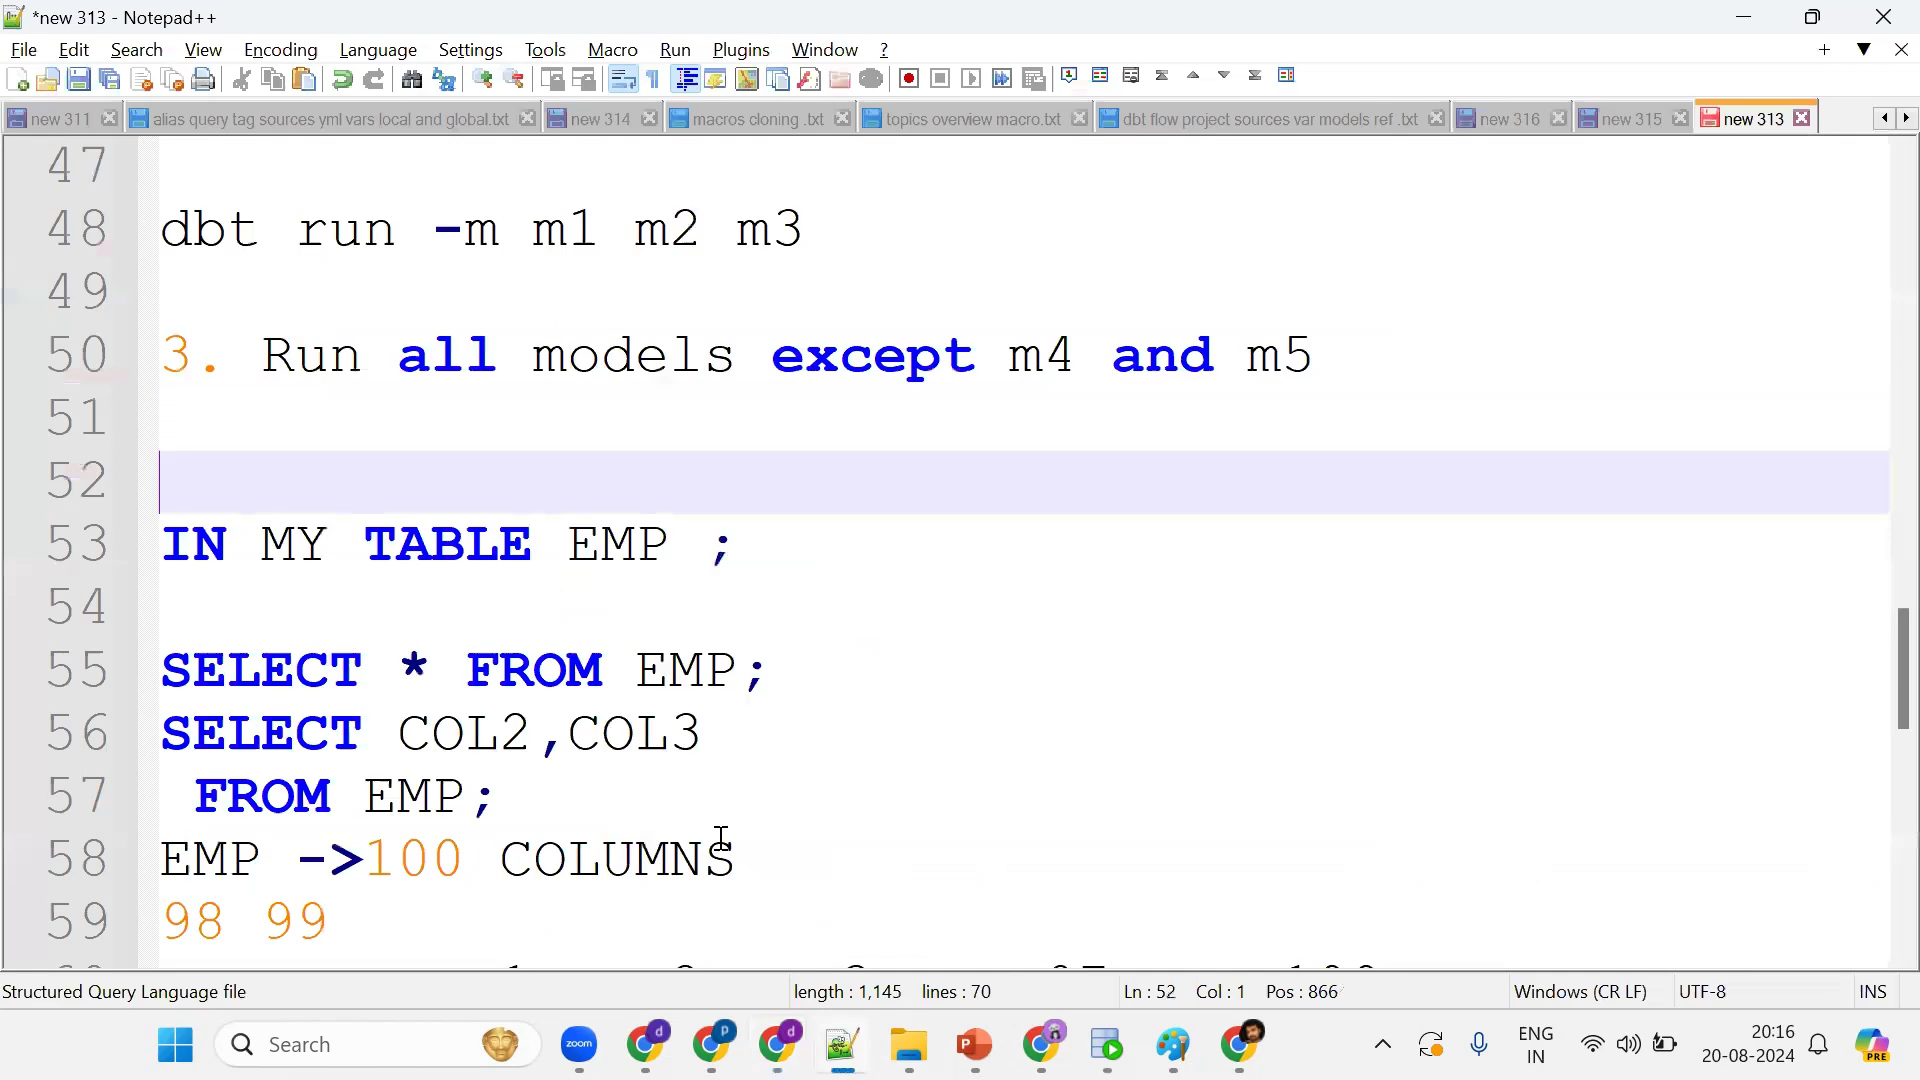 *new 313 - Notepad++
File Edit Search View Encoding Language Settings Tools Macro Run Plugins Window ?
new 311 alias query tag sources yml vars local and global.txt new 314 macros cloning .txt topics overview macro.txt dbt flow project sources var models ref .txt new 316 new 315 new 313
47
48 dbt run -m m1 m2 m3
49
50 3. Run all models except m4 and m5
51
52
53 IN MY TABLE EMP ;
54
55 SELECT * FROM EMP;
56 SELECT COL2,COL3
57 FROM EMP;
58 EMP ->100 COLUMNS
59 98 99
Structured Query Language file length : 1,145 lines : 70 Ln : 52 Col : 1 Pos : 866 Windows (CR LF) UTF-8 INS
Search zoom d P d ENG 20:16
IN 20-08-2024 PRE